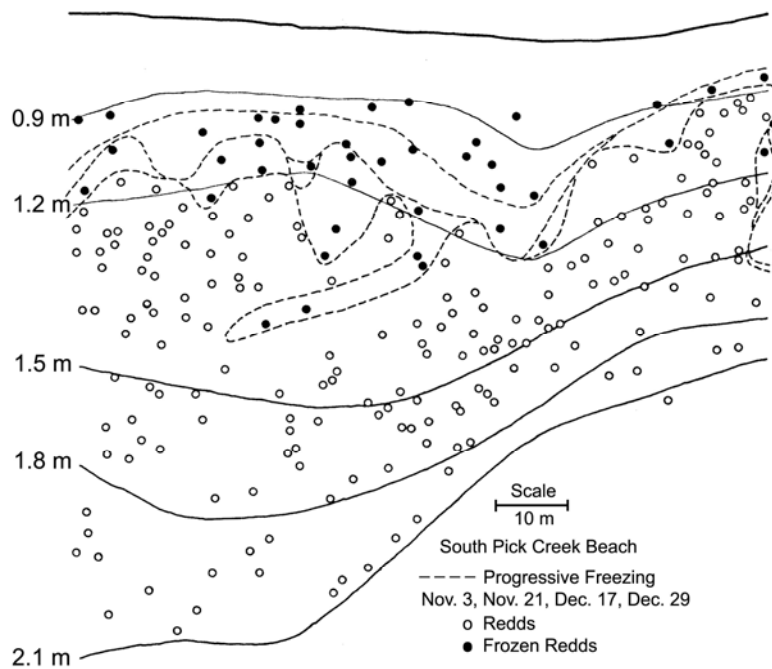 0.9 m
1.2 m
1.5 m
1.8 m
2.1 m
Scale
10 m
South Pick Creek Beach
Progressive Freezing
Nov. 3, Nov. 21, Dec. 17, Dec. 29
Redds
Frozen Redds